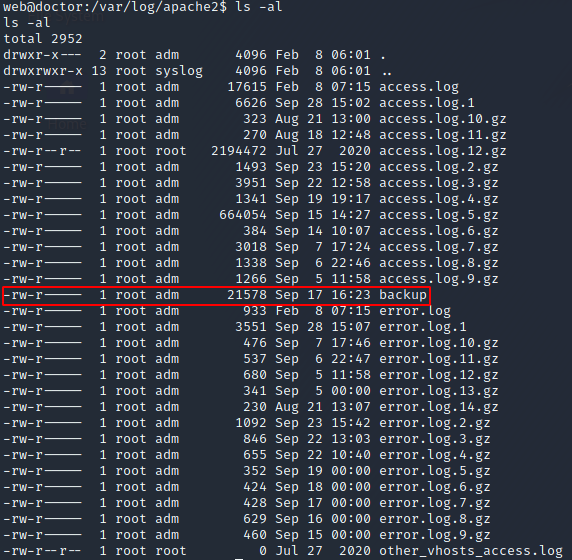 web@doctor:/var/log/apache2$ ls -al
ls -al
total 2952
drwxr-x---  2 root adm       4096 Feb  8 06:01 .
drwxrwxr-x 13 root syslog    4096 Feb  8 06:01 ..
-rw-r-----  1 root adm      17615 Feb  8 07:15 access.log
-rw-r-----  1 root adm       6626 Sep 28 15:02 access.log.1
-rw-r-----  1 root adm        323 Aug 21 13:00 access.log.10.gz
-rw-r-----  1 root adm        270 Aug 18 12:48 access.log.11.gz
-rw-r--r--  1 root root   2194472 Jul 27  2020 access.log.12.gz
-rw-r-----  1 root adm       1493 Sep 23 15:20 access.log.2.gz
-rw-r-----  1 root adm       3951 Sep 22 12:58 access.log.3.gz
-rw-r-----  1 root adm       1341 Sep 19 19:17 access.log.4.gz
-rw-r-----  1 root adm     664054 Sep 15 14:27 access.log.5.gz
-rw-r-----  1 root adm        384 Sep 14 10:07 access.log.6.gz
-rw-r-----  1 root adm       3018 Sep  7 17:24 access.log.7.gz
-rw-r-----  1 root adm       1338 Sep  6 22:46 access.log.8.gz
-rw-r-----  1 root adm       1266 Sep  5 11:58 access.log.9.gz
-rw-r-----  1 root adm      21578 Sep 17 16:23 backup
-rw-r-----  1 root adm        933 Feb  8 07:15 error.log
-rw-r-----  1 root adm       3551 Sep 28 15:07 error.log.1
-rw-r-----  1 root adm        476 Sep  7 17:46 error.log.10.gz
-rw-r-----  1 root adm        537 Sep  6 22:47 error.log.11.gz
-rw-r-----  1 root adm        680 Sep  5 11:58 error.log.12.gz
-rw-r-----  1 root adm        341 Sep  5 00:00 error.log.13.gz
-rw-r-----  1 root adm        230 Aug 21 13:07 error.log.14.gz
-rw-r-----  1 root adm       1092 Sep 23 15:42 error.log.2.gz
-rw-r-----  1 root adm        846 Sep 22 13:03 error.log.3.gz
-rw-r-----  1 root adm        655 Sep 22 10:40 error.log.4.gz
-rw-r-----  1 root adm        352 Sep 19 00:00 error.log.5.gz
-rw-r-----  1 root adm        424 Sep 18 00:00 error.log.6.gz
-rw-r-----  1 root adm        428 Sep 17 00:00 error.log.7.gz
-rw-r-----  1 root adm        629 Sep 16 00:00 error.log.8.gz
-rw-r-----  1 root adm        460 Sep 15 00:00 error.log.9.gz
-rw-r--r--  1 root root         0 Jul 27  2020 other_vhosts_access.log